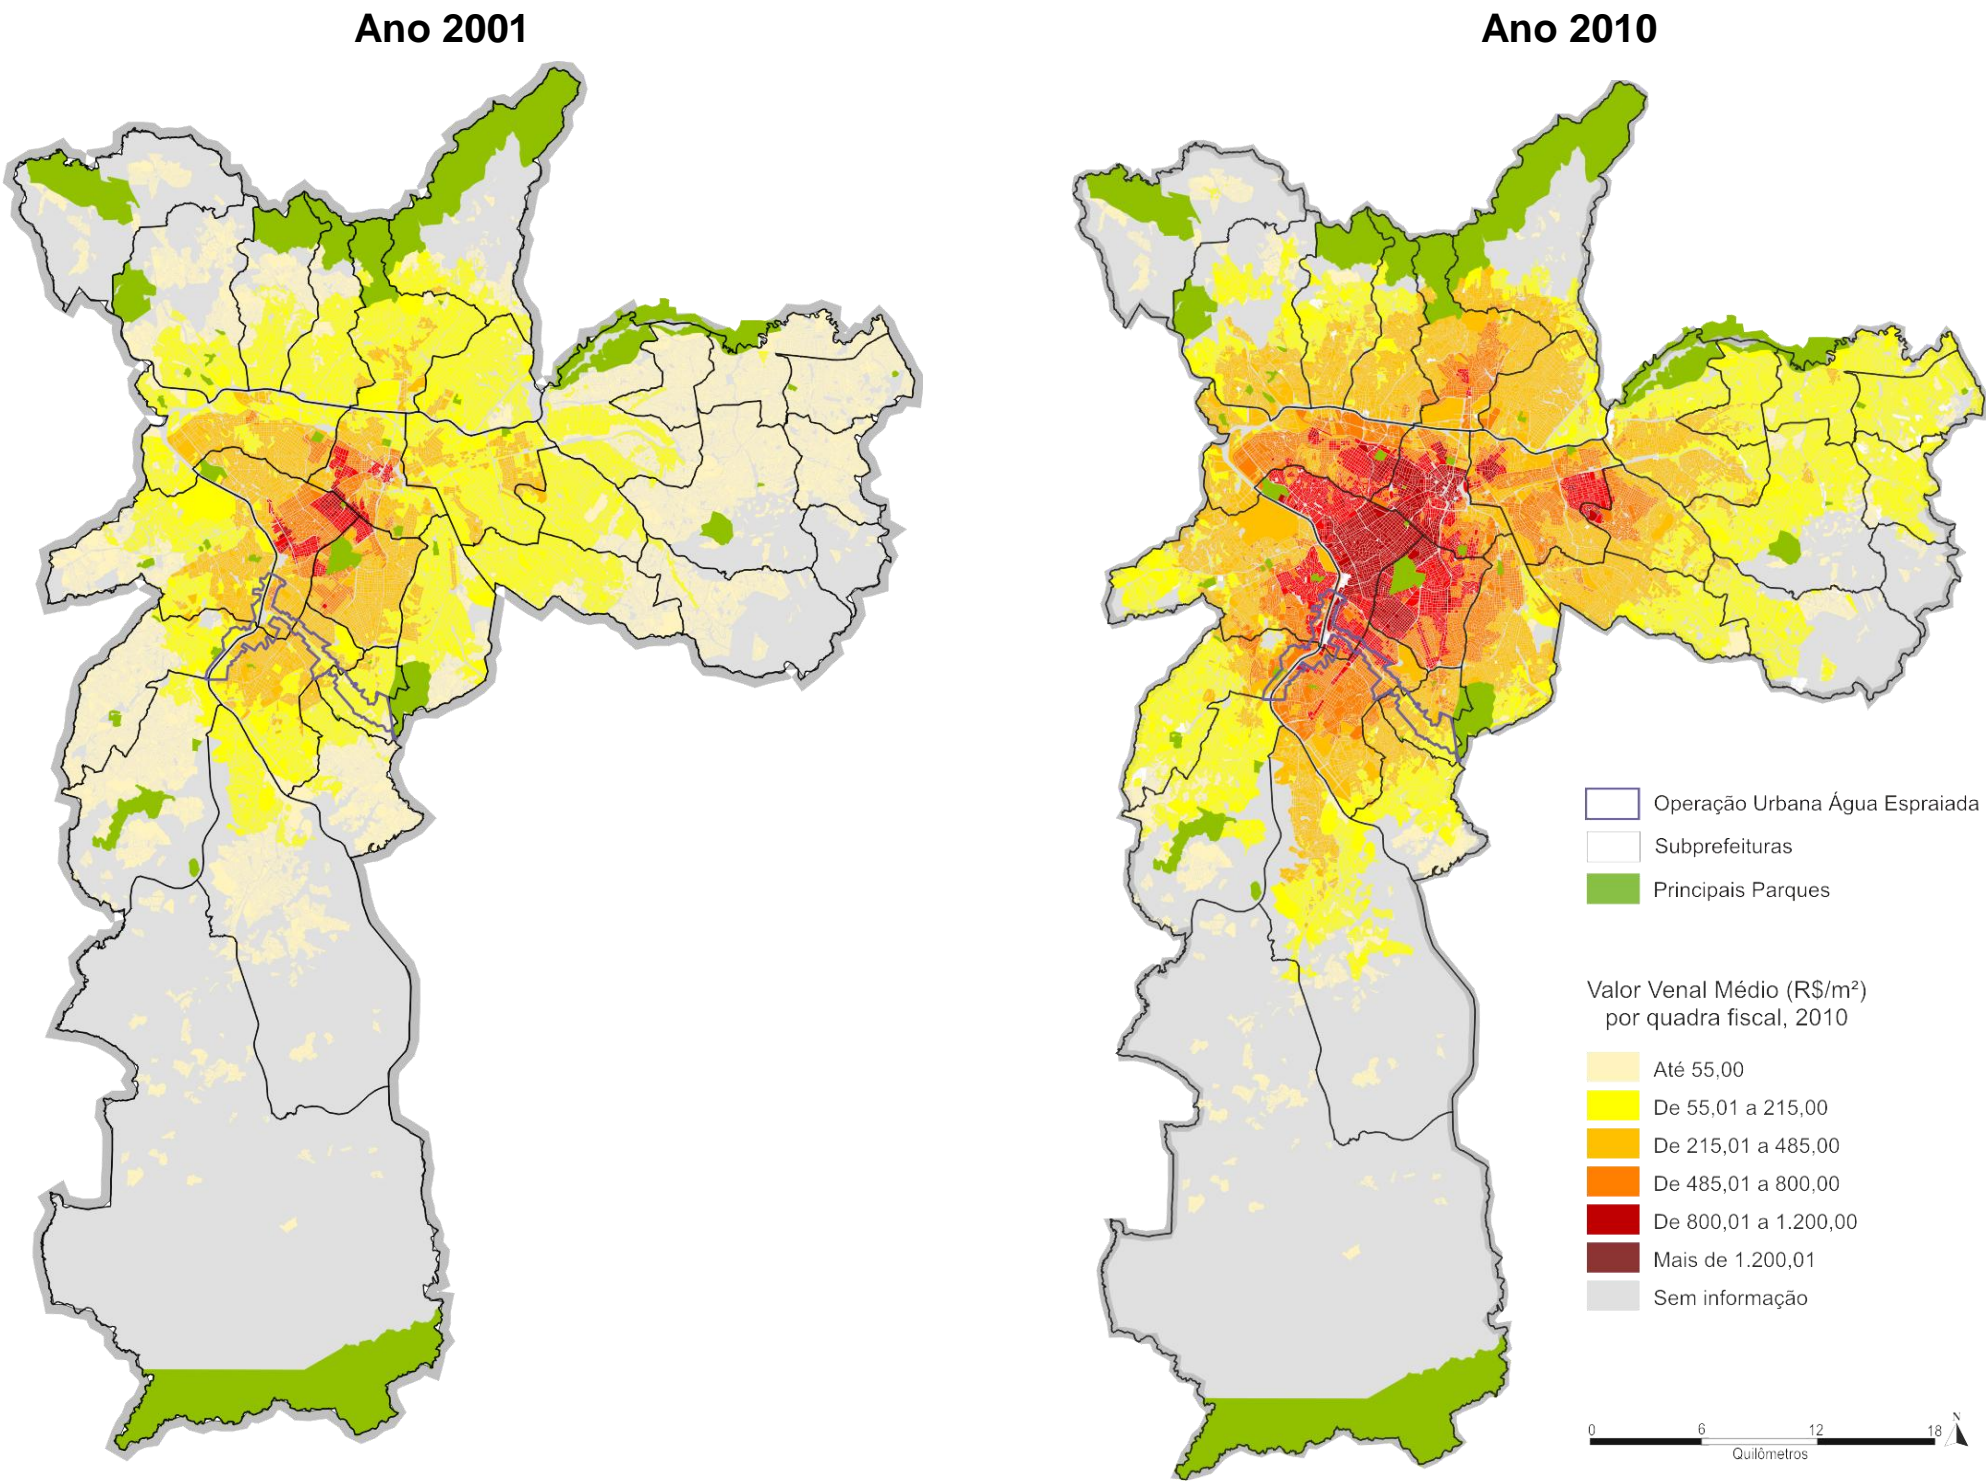 Ano 2001
Ano 2010
Operação Urbana Água Espraiada
Subprefeituras
Principais Parques
Valor Venal Médio (R$/m²)
por quadra fiscal, 2010
Até 55,00
De 55,01 a 215,00
De 215,01 a 485,00
De 485,01 a 800,00
De 800,01 a 1.200,00
Mais de 1.200,01
Sem informação
0 6 12 18 N
Quilômetros